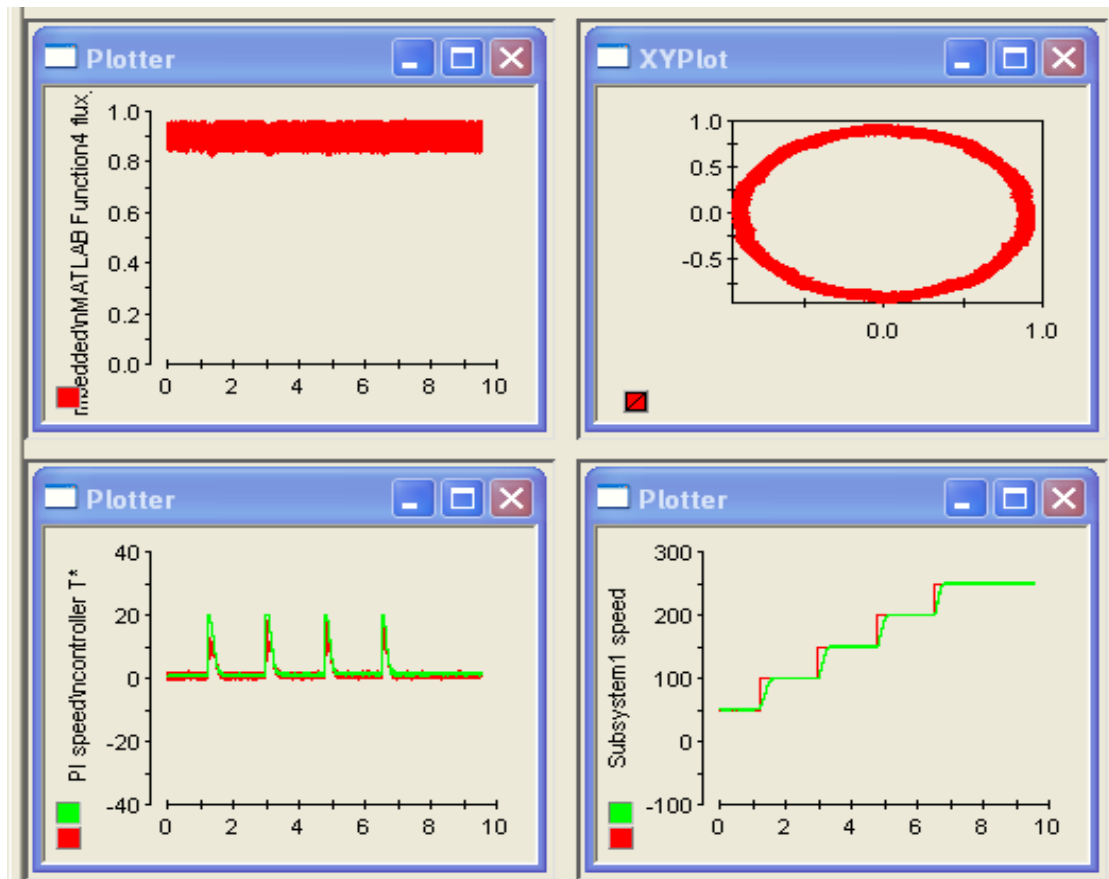 Plotter
mbedded\nMATLAB Function4 flux
1.0
0.8
0.6
0.4
0.2
0.0
0 2 4 6 8 10
XYPlot
1.0
0.5
0.0
-0.5
0.0 1.0
Plotter
PI speed\ncontroller T*
40
20
0
-20
-40
0 2 4 6 8 10
Plotter
Subsystem1 speed
300
200
100
0
-100
0 2 4 6 8 10